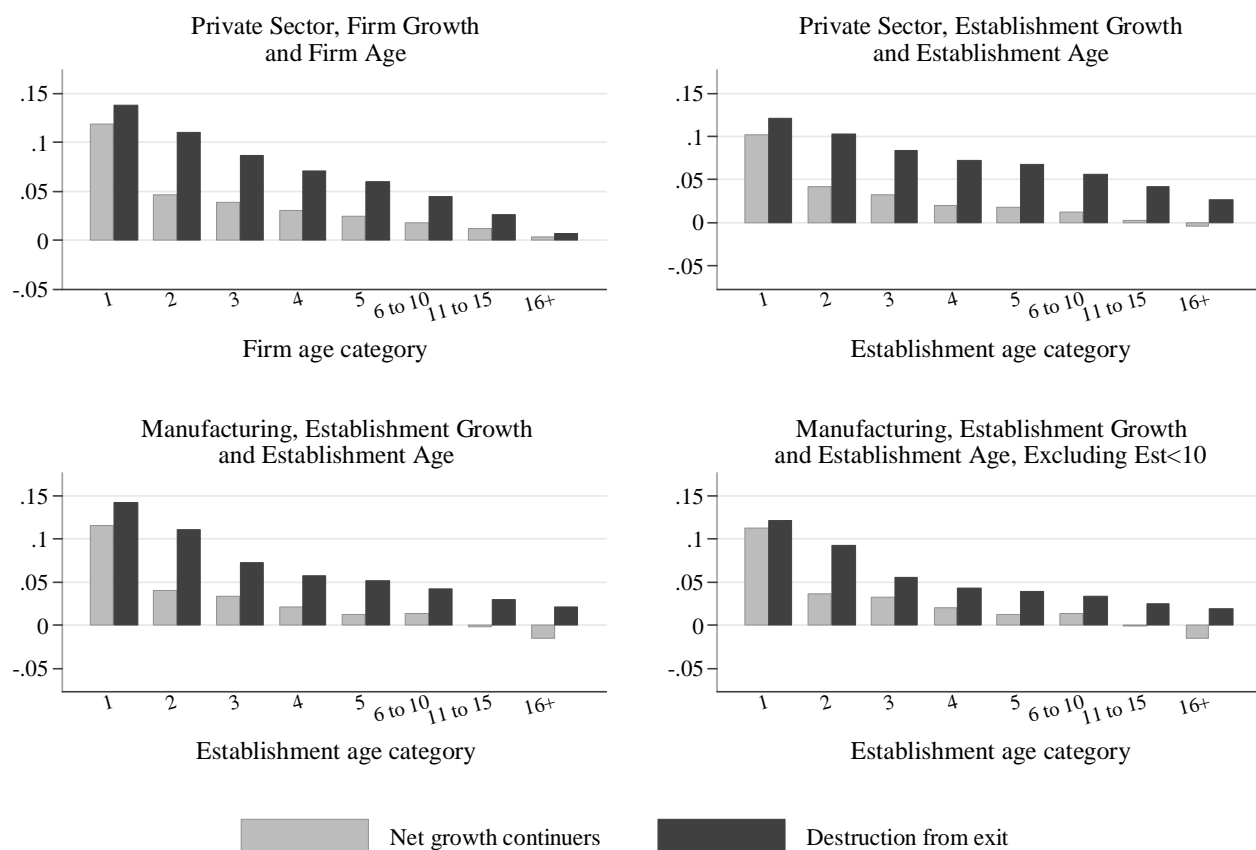 Private Sector, Firm Growth
and Firm Age
.15
.1
.05
0
-.05
1
2
3
4
5
6 to 10
11 to 15
16+
Firm age category
Private Sector, Establishment Growth
and Establishment Age
.15
.1
.05
0
-.05
1
2
3
4
5
6 to 10
11 to 15
16+
Establishment age category
Manufacturing, Establishment Growth
and Establishment Age
.15
.1
.05
0
-.05
1
2
3
4
5
6 to 10
11 to 15
16+
Establishment age category
Manufacturing, Establishment Growth
and Establishment Age, Excluding Est<10
.15
.1
.05
0
-.05
1
2
3
4
5
6 to 10
11 to 15
16+
Establishment age category
Net growth continuers
Destruction from exit